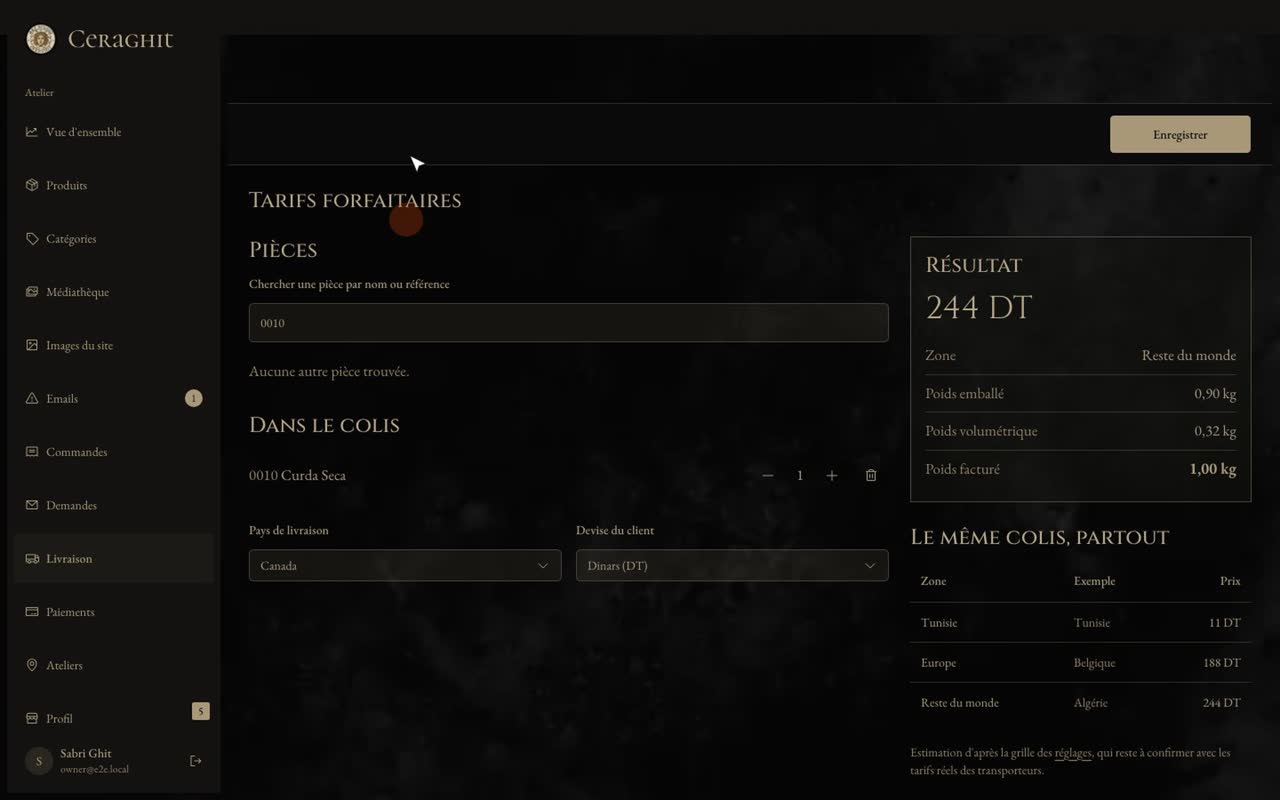 Ceraghit
Atelier
Vue d'ensemble
Produits
Catégories
Médiathèque
Images du site
Emails
1
Commandes
Demandes
Livraison
Paiements
Ateliers
Profil
5
S
Sabri Ghit
owner@e2e.local
Enregistrer
Tarifs forfaitaires
Pièces
Chercher une pièce par nom ou référence
0010
Aucune autre pièce trouvée.
Dans le colis
0010 Curda Seca
1
Pays de livraison
Devise du client
Canada
Dinars (DT)
Résultat
244 DT
Zone Reste du monde
Poids emballé 0,90 kg
Poids volumétrique 0,32 kg
Poids facturé 1,00 kg
Le même colis, partout
Zone Exemple Prix
Tunisie Tunisie 11 DT
Europe Belgique 188 DT
Reste du monde Algérie 244 DT
Estimation d'après la grille des réglages, qui reste à confirmer avec les
tarifs réels des transporteurs.